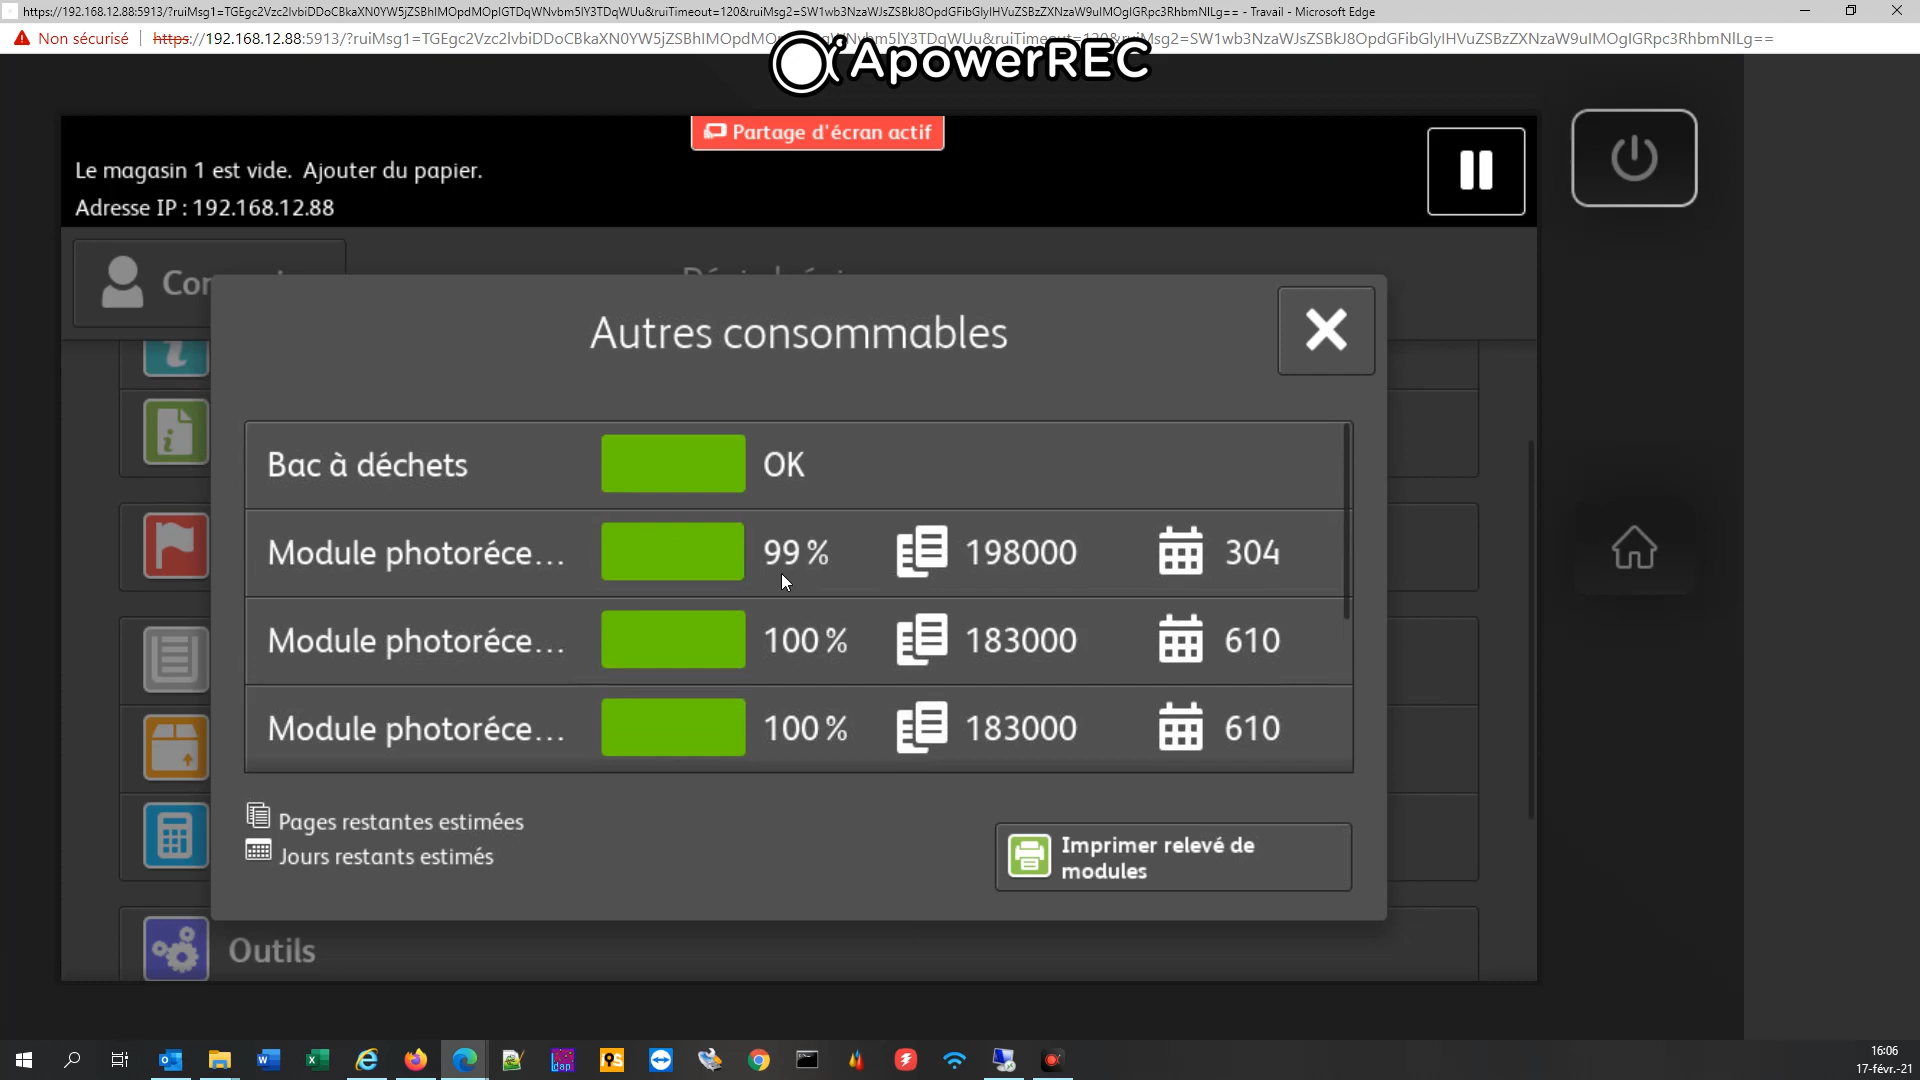 https://192.168.12.88:5913/?ruiMsg1=TGEgc2Vzc2lvbiDDoCBkaXN0YW5jZSBhIMOpdMOpIGTDqWNvbm5lY3TDqWUu&ruiTimeout=120&ruiMsg2=SW1wb3NzaWJsZSBkJ8OpdGFibGlyIHVuZSBzZXNzaW9uIMOgIGRpc3RhbmNlLg== - Travail - Microsoft Edge
Non sécurisé
ApowerREC
Partage d'écran actif
Le magasin 1 est vide. Ajouter du papier.
Adresse IP : 192.168.12.88
Autres consommables
Bac à déchets OK
Module photoréce... 99 % 198000 304
Module photoréce... 100 % 183000 610
Module photoréce... 100 % 183000 610
Pages restantes estimées
Jours restants estimés
Imprimer relevé de
modules
Outils
16:06
17-févr.-21